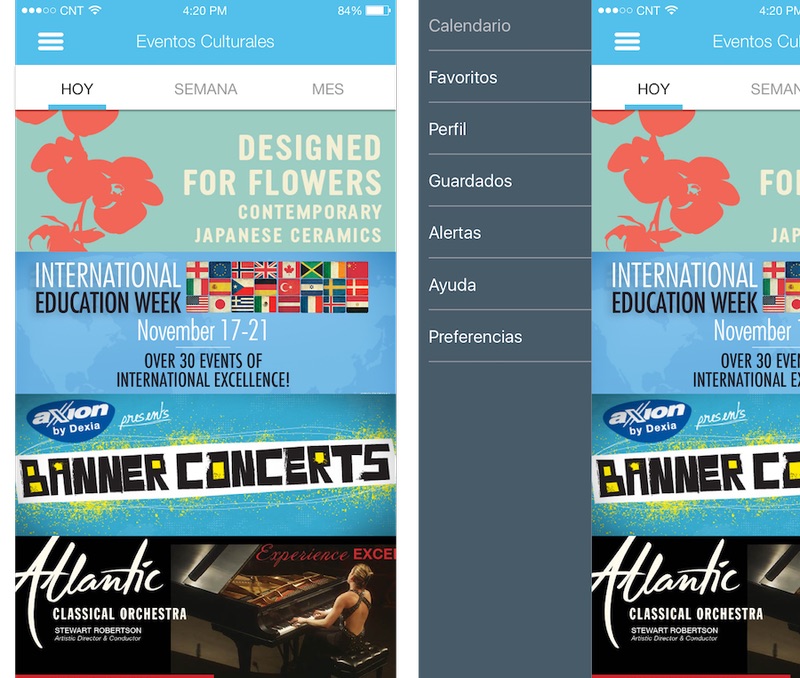 CNT 4:20 PM 84%
Eventos Culturales
HOY SEMANA MES
DESIGNED
FOR FLOWERS
CONTEMPORARY
JAPANESE CERAMICS
INTERNATIONAL
EDUCATION WEEK
November 17-21
OVER 30 EVENTS OF
INTERNATIONAL EXCELLENCE!
axion presents
by Dexia
BANNER CONCERTS
Experience EXCE
Atlantic
CLASSICAL ORCHESTRA
STEWART ROBERTSON
Artistic Director & Conductor
Calendario
Favoritos
Perfil
Guardados
Alertas
Ayuda
Preferencias
CNT 4:20 PM
Eventos Cul
HOY SEMAN
FO
JAP
INTERNATIONAL
EDUCATION WEEK
November 1
OVER 30 EVEN
INTERNATIONAL E
axion presents
by Dexia
BANNER CO
Atlantic
CLASSICAL ORCHESTRA
STEWART ROBERTSON
Artistic Director & Conductor